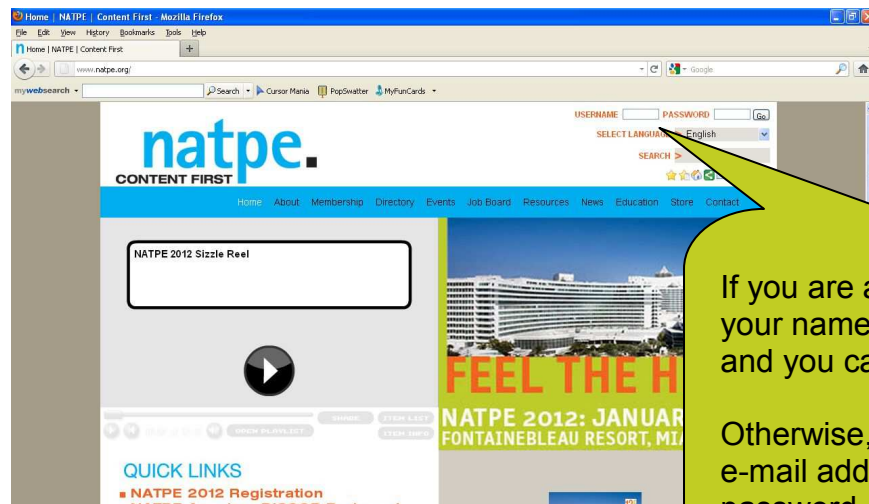 Home | NATPE | Content First - Mozilla Firefox
File Edit View History Bookmarks Tools Help
Home | NATPE | Content First +
www.natpe.org/ Google
mywebsearch Search Cursor Mania PopSwatter MyFunCards
USERNAME PASSWORD Go
SELECT LANGUAGE English
SEARCH >
natpe.
CONTENT FIRST
Home About Membership Directory Events Job Board Resources News Education Store Contact
NATPE 2012 Sizzle Reel
FEEL THE H
NATPE 2012: JANUAR
FONTAINEBLEAU RESORT, MIA
SHARE ITEM LIST
OPEN PLAYLIST ITEM INFO
QUICK LINKS
NATPE 2012 Registration
If you are a
your name
and you ca
Otherwise,
e-mail add